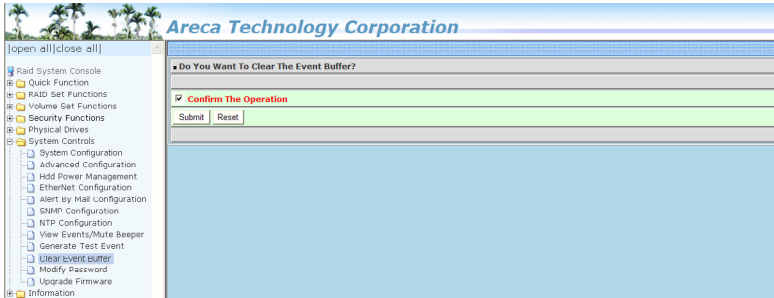 Areca Technology Corporation
|open all|close all|
Raid System Console
Quick Function
RAID Set Functions
Volume Set Functions
Security Functions
Physical Drives
System Controls
System Configuration
Advanced Configuration
Hdd Power Management
EtherNet Configuration
Alert By Mail Configuration
SNMP Configuration
NTP Configuration
View Events/Mute Beeper
Generate Test Event
Clear Event Buffer
Modify Password
Upgrade Firmware
Information
Do You Want To Clear The Event Buffer?
Confirm The Operation
Submit Reset